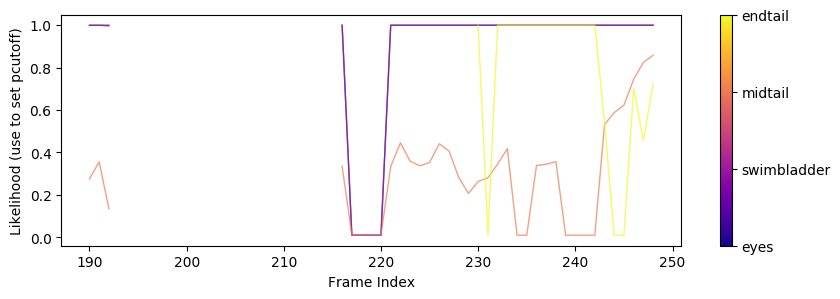 Likelihood (use to set pcutoff)
1.0
0.8
0.6
0.4
0.2
0.0
190
200
210
220
230
240
250
Frame Index
endtail
midtail
swimbladder
eyes